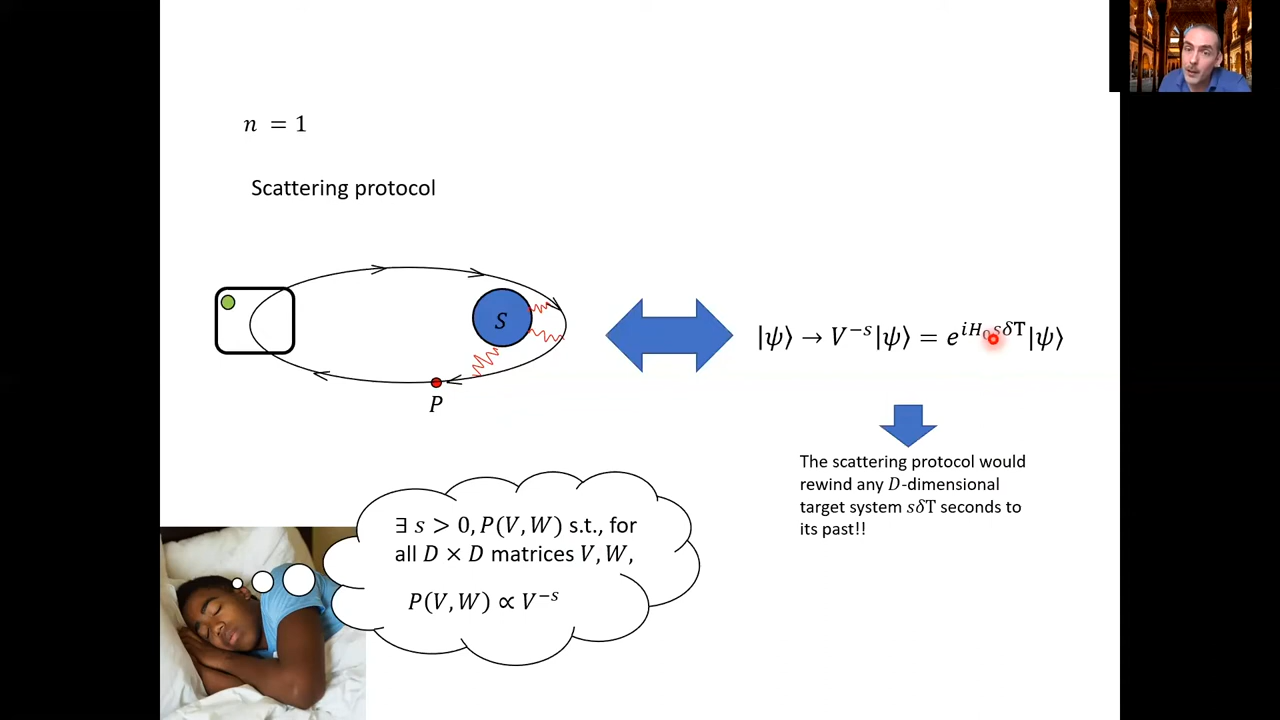 n = 1
Scattering protocol
S
P
|ψ⟩ → V⁻ˢ|ψ⟩ = e^{iH₀sδT}|ψ⟩
The scattering protocol would
rewind any D-dimensional
target system sδT seconds to
its past!!
∃ s > 0, P(V, W) s.t., for
all D × D matrices V, W,
P(V, W) ∝ V⁻ˢ